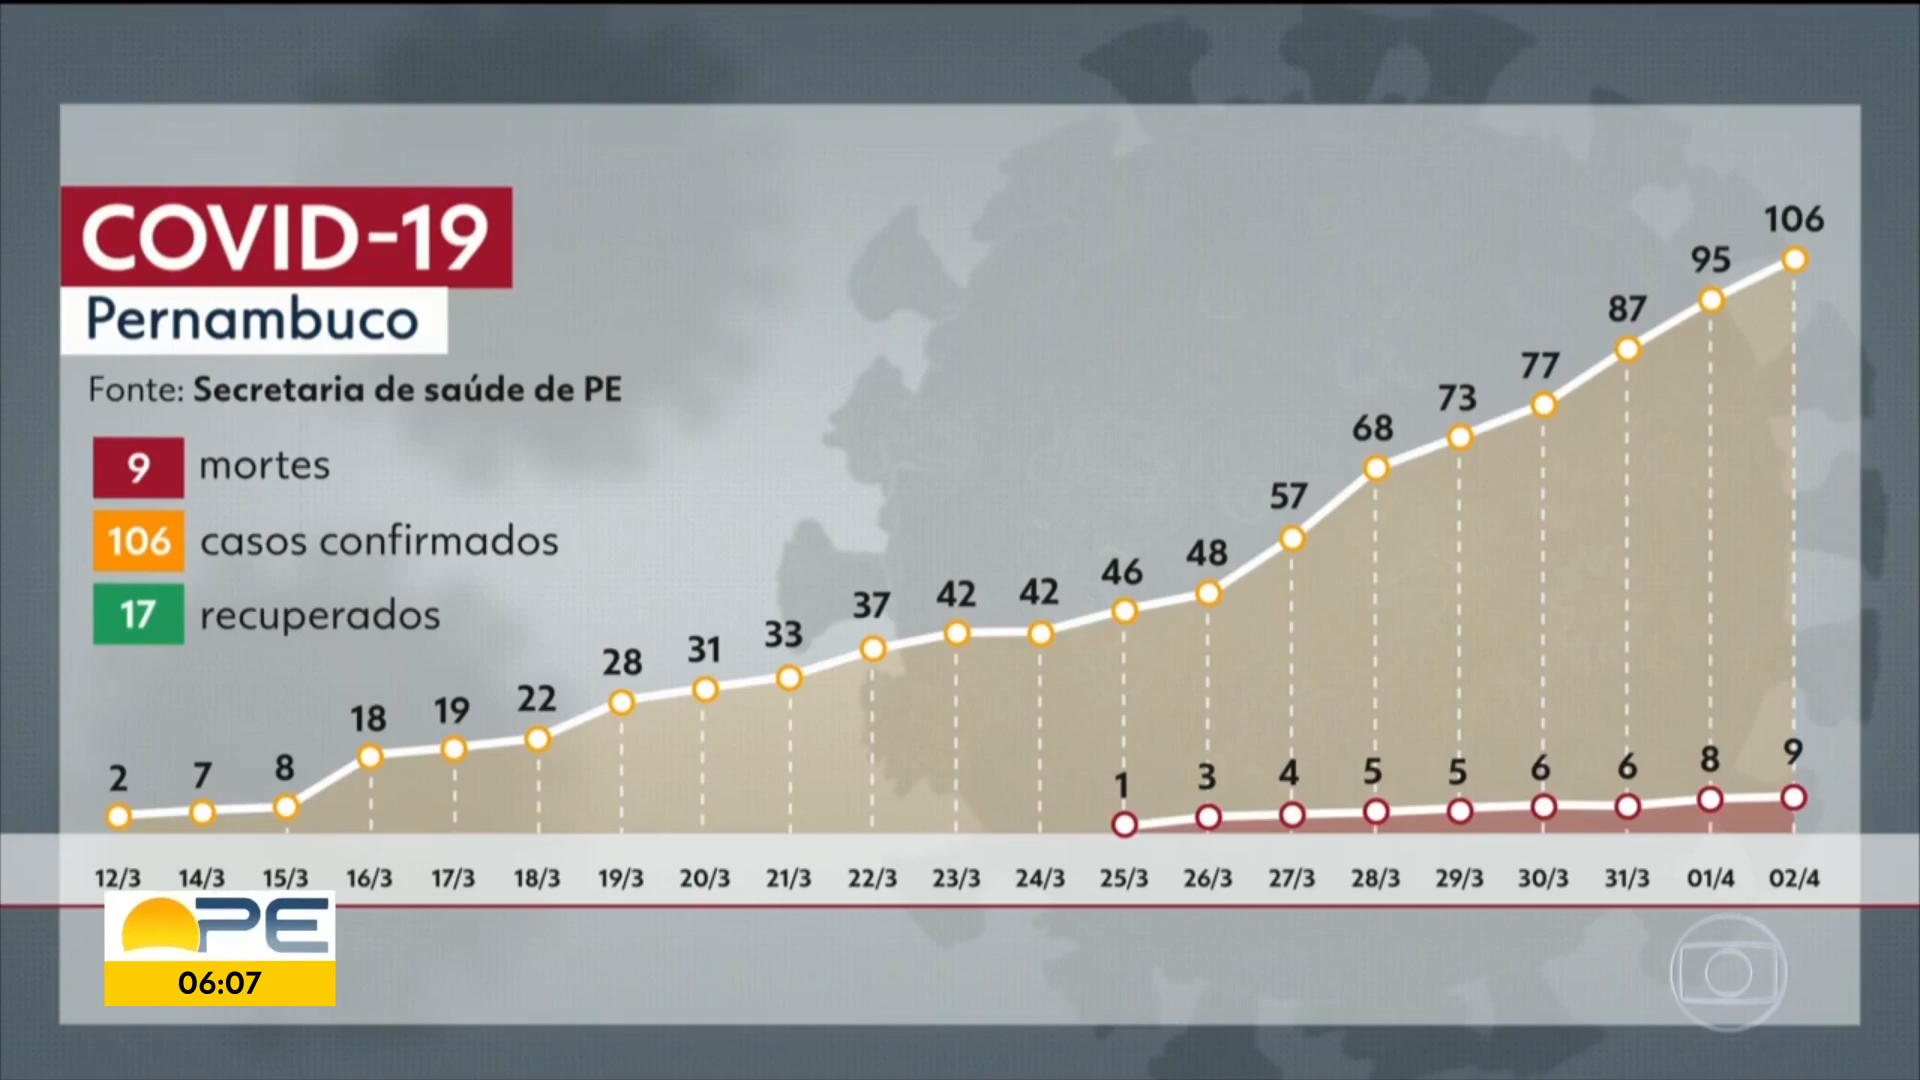 COVID-19
Pernambuco
Fonte: Secretaria de saúde de PE
9 mortes
106 casos confirmados
17 recuperados
2 7 8 18 19 22 28 31 33 37 42 42 46 48 57 68 73 77 87 95 106
1 3 4 5 5 6 6 8 9
12/3 14/3 15/3 16/3 17/3 18/3 19/3 20/3 21/3 22/3 23/3 24/3 25/3 26/3 27/3 28/3 29/3 30/3 31/3 01/4 02/4
PE
06:07